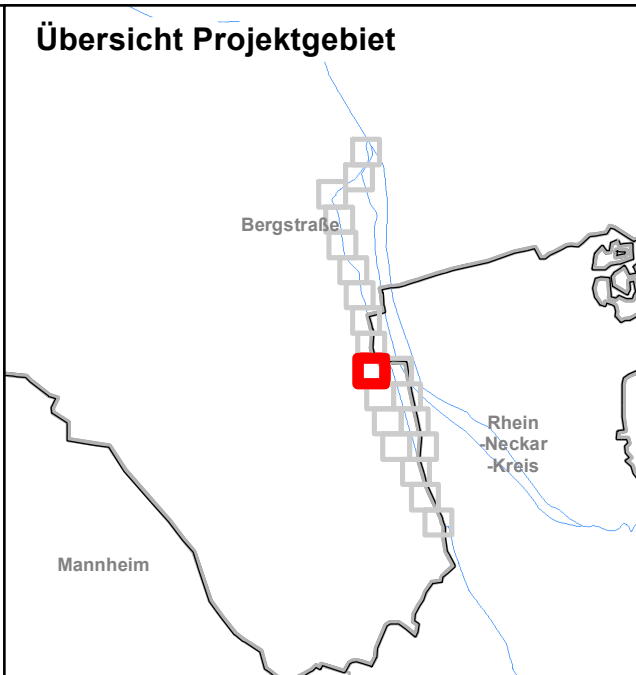 Übersicht Projektgebiet
Bergstraße
Rhein
-Neckar
-Kreis
Mannheim